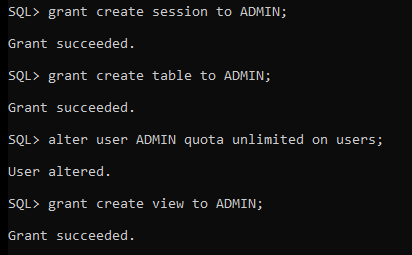 SQL> grant create session to ADMIN;
Grant succeeded.
SQL> grant create table to ADMIN;
Grant succeeded.
SQL> alter user ADMIN quota unlimited on users;
User altered.
SQL> grant create view to ADMIN;
Grant succeeded.